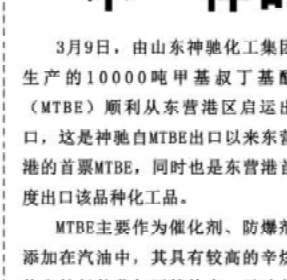 3月9日，由山东神驰化工集团
生产的10000吨甲基叔丁基醚
（MTBE）顺利从东营港区启运出
口，这是神驰自MTBE出口以来东营
港的首票MTBE，同时也是东营港首
度出口该品种化工品。
MTBE主要作为催化剂、防爆剂
添加在汽油中，其具有较高的辛烷